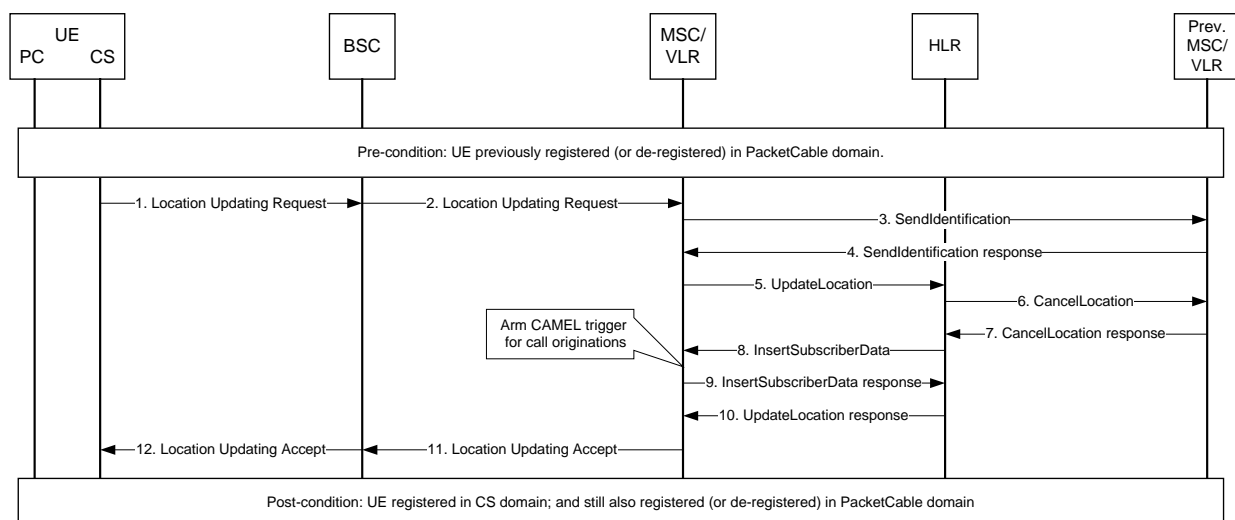 UE
PC CS
BSC
MSC/
VLR
HLR
Prev.
MSC/
VLR
Pre-condition: UE previously registered (or de-registered) in PacketCable domain.
1. Location Updating Request
2. Location Updating Request
3. SendIdentification
4. SendIdentification response
5. UpdateLocation
6. CancelLocation
7. CancelLocation response
Arm CAMEL trigger
for call originations
8. InsertSubscriberData
9. InsertSubscriberData response
10. UpdateLocation response
12. Location Updating Accept
11. Location Updating Accept
Post-condition: UE registered in CS domain; and still also registered (or de-registered) in PacketCable domain